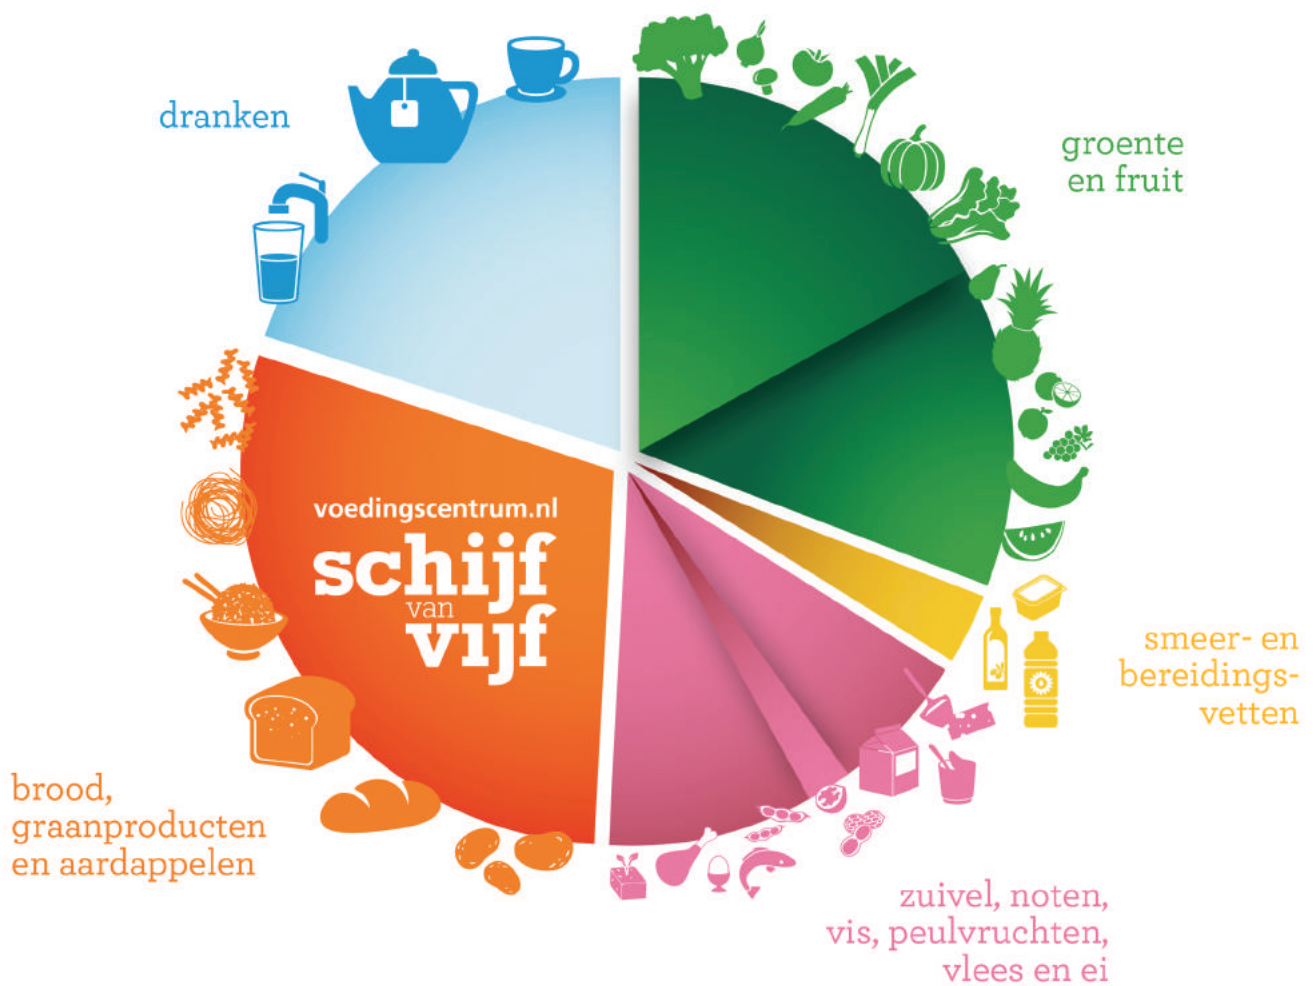 dranken
groente
en fruit
voedingscentrum.nl
schijf
van
vijf
smeer- en
bereidings-
vetten
brood,
graanproducten
en aardappelen
zuivel, noten,
vis, peulvruchten,
vlees en ei